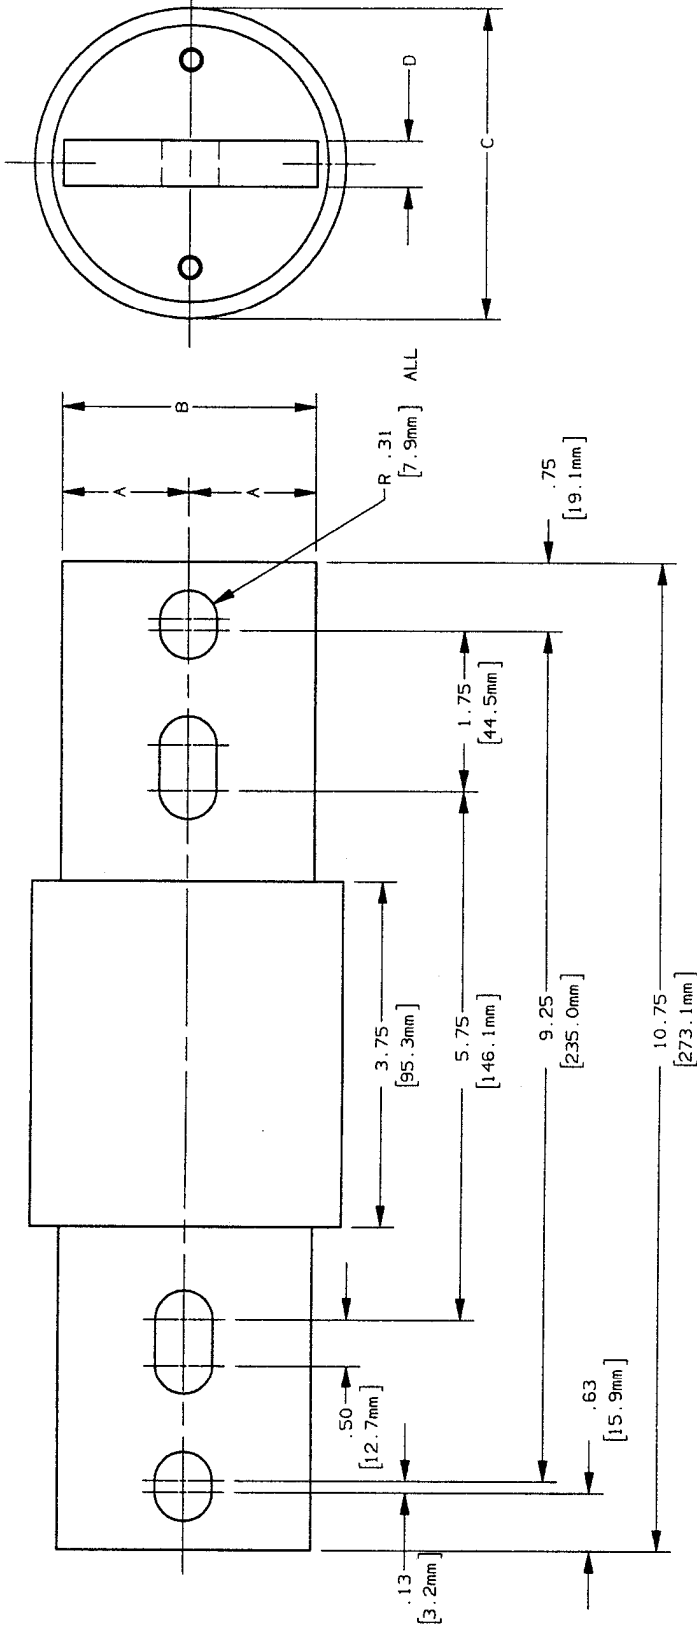 D
C
B
A
A
R .31
[7.9mm]
ALL
.75
[19.1mm]
1.75
[44.5mm]
3.75
[95.3mm]
5.75
[146.1mm]
9.25
[235.0mm]
10.75
[273.1mm]
.50
[12.7mm]
.63
[15.9mm]
.13
[3.2mm]